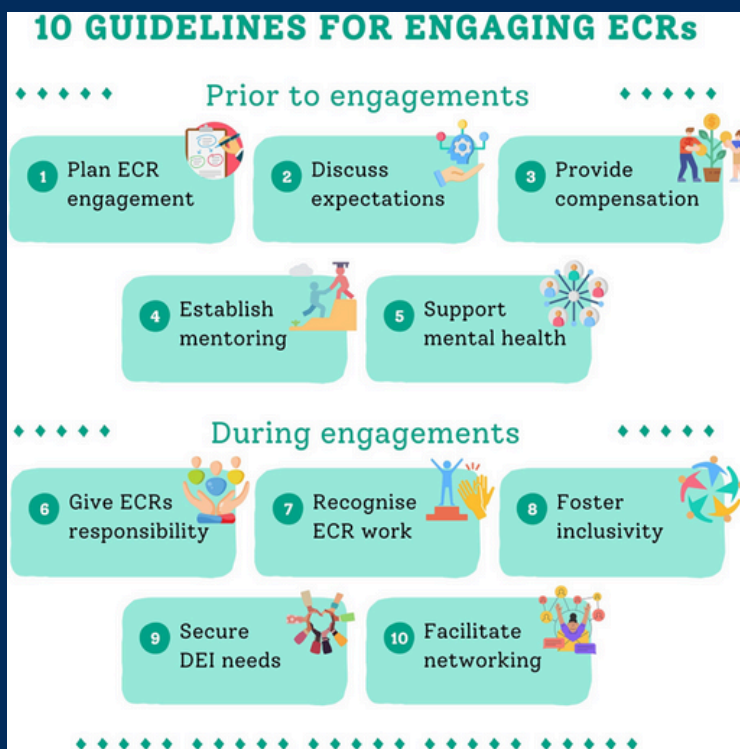 10 GUIDELINES FOR ENGAGING ECRs
Prior to engagements
1 Plan ECR
engagement
2 Discuss
expectations
3 Provide
compensation
4 Establish
mentoring
5 Support
mental health
During engagements
6 Give ECRs
responsibility
7 Recognise
ECR work
8 Foster
inclusivity
9 Secure
DEI needs
10 Facilitate
networking